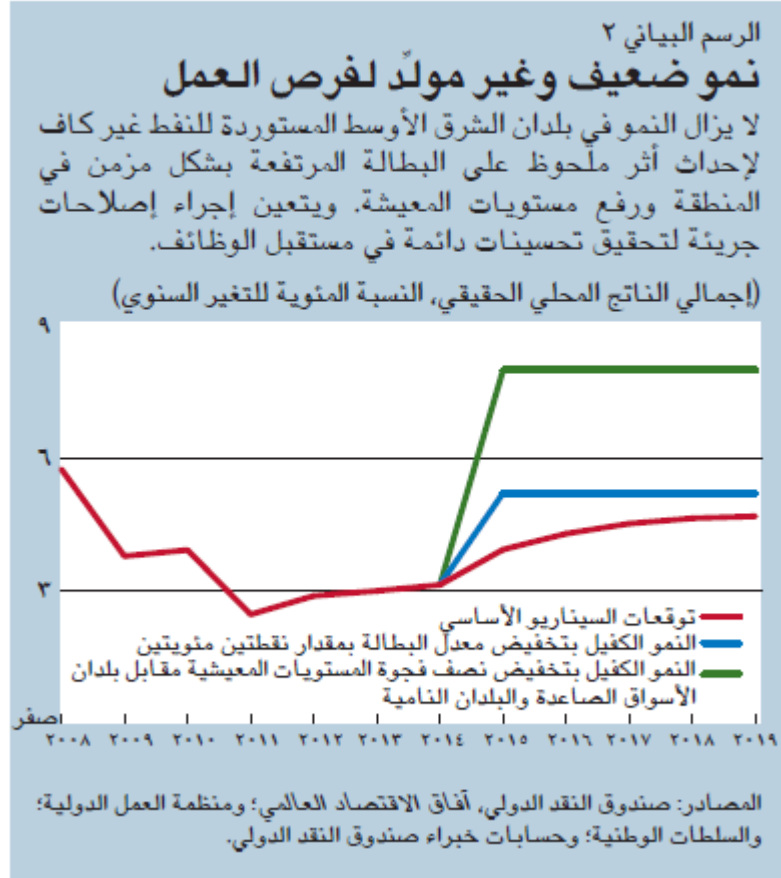 الرسم البياني ٢
نمو ضعيف وغير مولّد لفرص العمل
لا يزال النمو في بلدان الشرق الأوسط المستوردة للنفط غير كاف
لإحداث أثر ملحوظ على البطالة المرتفعة بشكل مزمن في
المنطقة ورفع مستويات المعيشة. ويتعين إجراء إصلاحات
جريئة لتحقيق تحسينات دائمة في مستقبل الوظائف.
(إجمالي الناتج المحلي الحقيقي، النسبة المئوية للتغير السنوي)
٩
٦
٣
توقعات السيناريو الأساسي
النمو الكفيل بتخفيض معدل البطالة بمقدار نقطتين مئويتين
النمو الكفيل بتخفيض نصف فجوة المستويات المعيشية مقابل بلدان
الأسواق الصاعدة والبلدان النامية
صفر
٢٠٠٨ ٢٠٠٩ ٢٠١٠ ٢٠١١ ٢٠١٢ ٢٠١٣ ٢٠١٤ ٢٠١٥ ٢٠١٦ ٢٠١٧ ٢٠١٨ ٢٠١٩
المصادر: صندوق النقد الدولي، آفاق الاقتصاد العالمي؛ ومنظمة العمل الدولية؛
والسلطات الوطنية؛ وحسابات خبراء صندوق النقد الدولي.